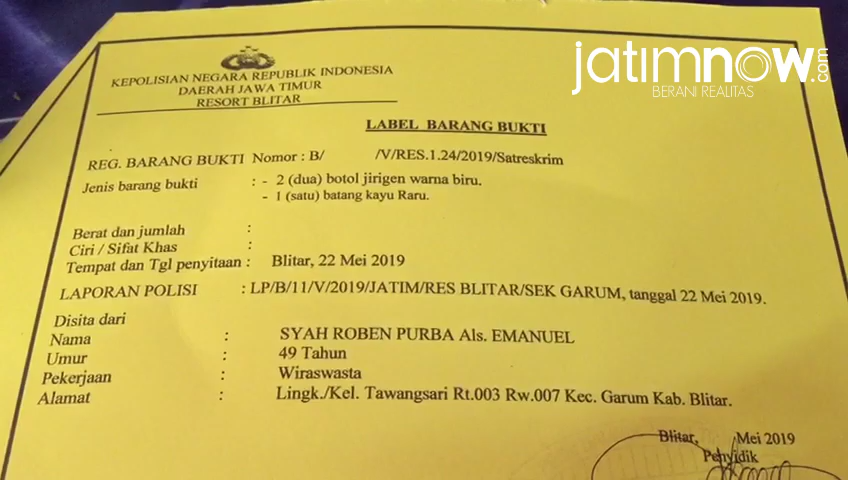 jatimnow.com
BERANI REALITAS
KEPOLISIAN NEGARA REPUBLIK INDONESIA
DAERAH JAWA TIMUR
RESORT BLITAR
LABEL BARANG BUKTI
REG. BARANG BUKTI Nomor : B/ /V/RES.1.24/2019/Satreskrim
Jenis barang bukti : - 2 (dua) botol jirigen warna biru.
- 1 (satu) batang kayu Raru.
Berat dan jumlah :
Ciri / Sifat Khas :
Tempat dan Tgl penyitaan : Blitar, 22 Mei 2019
LAPORAN POLISI : LP/B/11/V/2019/JATIM/RES BLITAR/SEK GARUM, tanggal 22 Mei 2019.
Disita dari
Nama : SYAH ROBEN PURBA Als. EMANUEL
Umur : 49 Tahun
Pekerjaan : Wiraswasta
Alamat : Lingk./Kel. Tawangsari Rt.003 Rw.007 Kec. Garum Kab. Blitar.
Blitar, Mei 2019
Penyidik